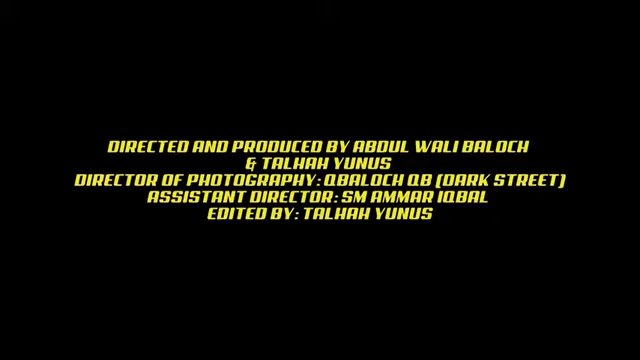 DIRECTED AND PRODUCED BY ABDUL WALI BALOCH
& TALHAH YUNUS
DIRECTOR OF PHOTOGRAPHY: QBALOCH QB (DARK STREET)
ASSISTANT DIRECTOR: SM AMMAR IQBAL
EDITED BY: TALHAH YUNUS